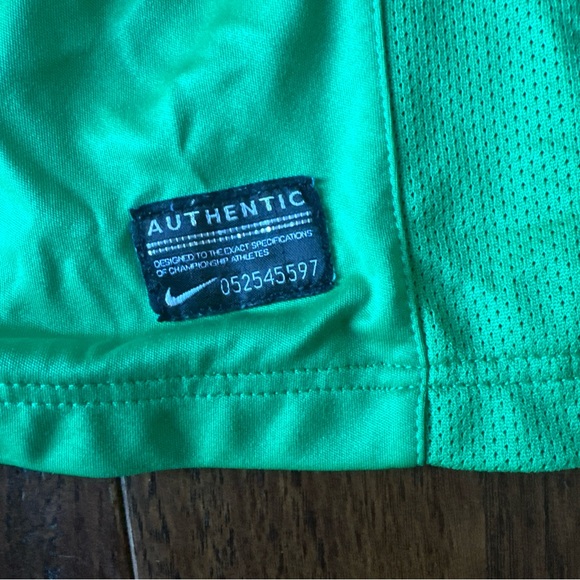 AUTHENTIC
DESIGNED TO THE EXACT SPECIFICATIONS
OF CHAMPIONSHIP ATHLETES
052545597